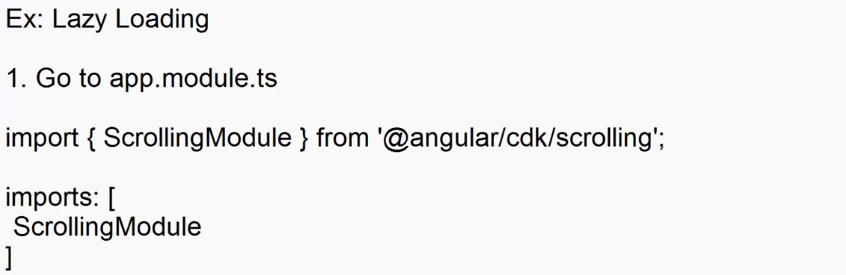 Ex: Lazy Loading
1. Go to app.module.ts
import { ScrollingModule } from '@angular/cdk/scrolling';
imports: [
ScrollingModule
]